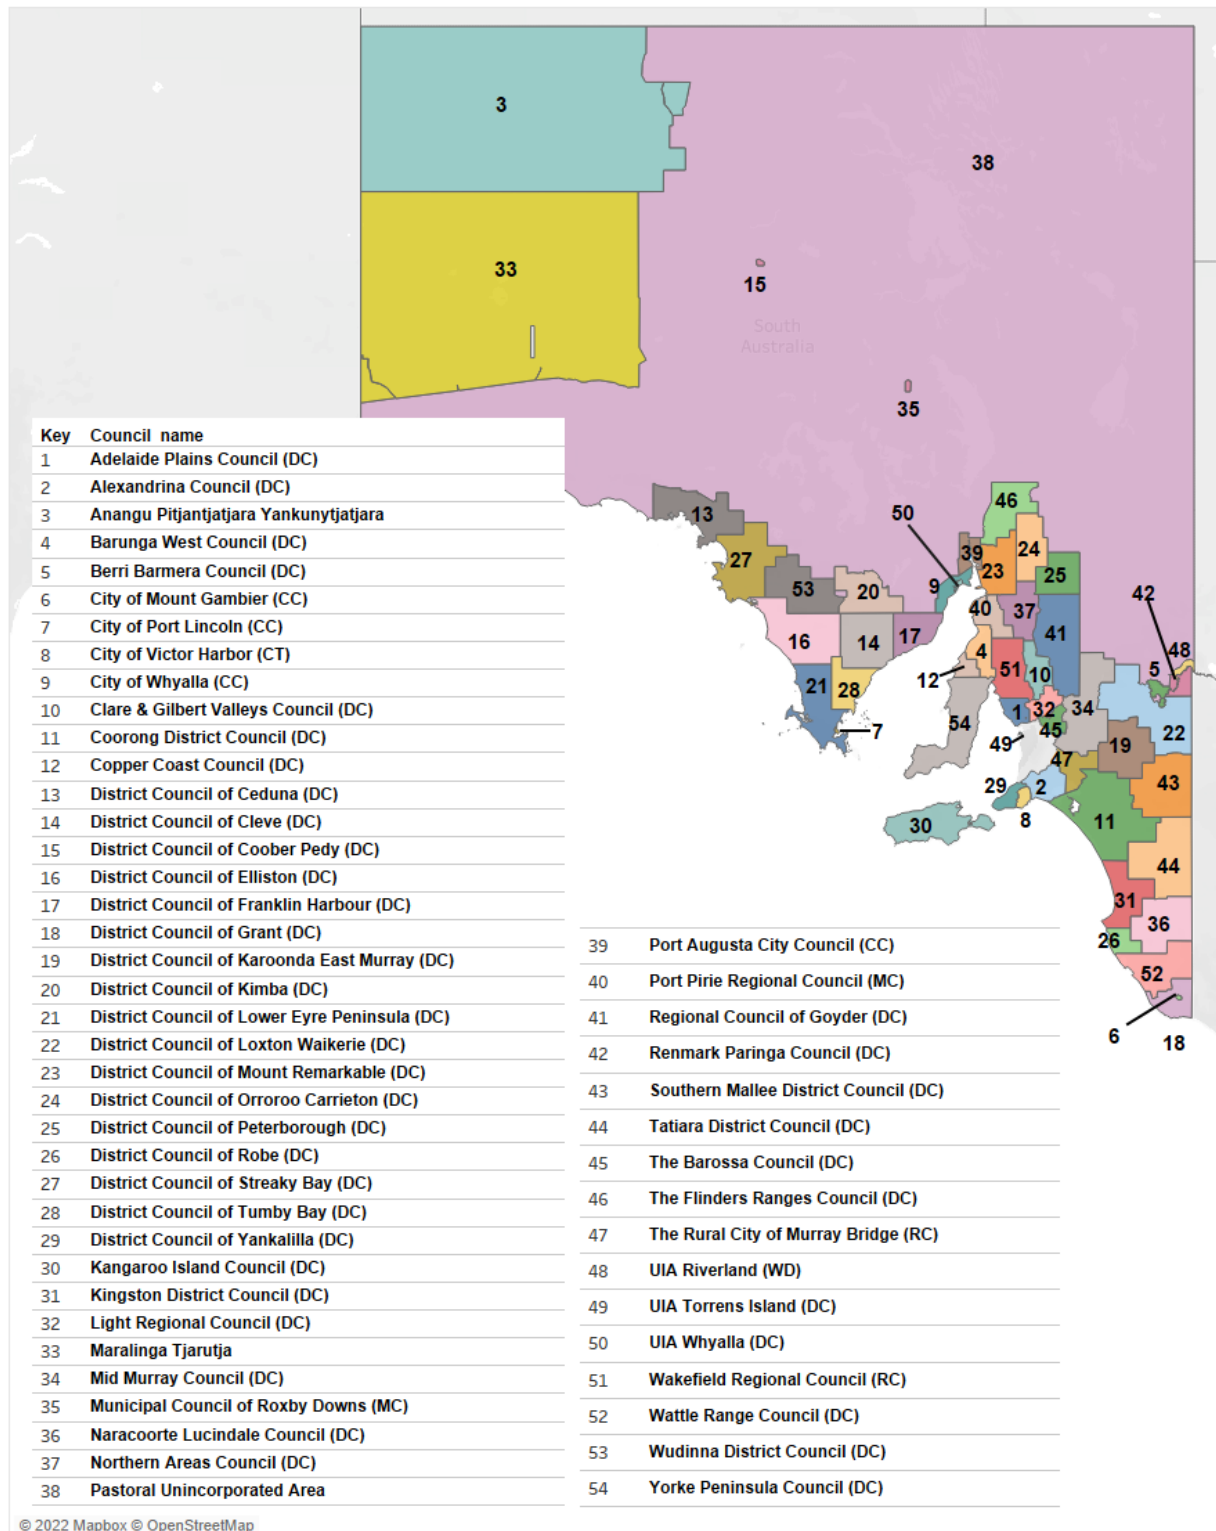 3
38
33
15
South
Australia
35
46
50
13
39
24
27
23
25
53
20
9
42
40
37
41
16
14
17
48
4
5
51
10
12
21
28
1
32
34
54
7
45
22
49
19
47
29
2
43
30
8
11
44
31
36
26
52
6
18
Key Council name
1 Adelaide Plains Council (DC)
2 Alexandrina Council (DC)
3 Anangu Pitjantjatjara Yankunytjatjara
4 Barunga West Council (DC)
5 Berri Barmera Council (DC)
6 City of Mount Gambier (CC)
7 City of Port Lincoln (CC)
8 City of Victor Harbor (CT)
9 City of Whyalla (CC)
10 Clare & Gilbert Valleys Council (DC)
11 Coorong District Council (DC)
12 Copper Coast Council (DC)
13 District Council of Ceduna (DC)
14 District Council of Cleve (DC)
15 District Council of Coober Pedy (DC)
16 District Council of Elliston (DC)
17 District Council of Franklin Harbour (DC)
18 District Council of Grant (DC)
19 District Council of Karoonda East Murray (DC)
20 District Council of Kimba (DC)
21 District Council of Lower Eyre Peninsula (DC)
22 District Council of Loxton Waikerie (DC)
23 District Council of Mount Remarkable (DC)
24 District Council of Orroroo Carrieton (DC)
25 District Council of Peterborough (DC)
26 District Council of Robe (DC)
27 District Council of Streaky Bay (DC)
28 District Council of Tumby Bay (DC)
29 District Council of Yankalilla (DC)
30 Kangaroo Island Council (DC)
31 Kingston District Council (DC)
32 Light Regional Council (DC)
33 Maralinga Tjarutja
34 Mid Murray Council (DC)
35 Municipal Council of Roxby Downs (MC)
36 Naracoorte Lucindale Council (DC)
37 Northern Areas Council (DC)
38 Pastoral Unincorporated Area
39 Port Augusta City Council (CC)
40 Port Pirie Regional Council (MC)
41 Regional Council of Goyder (DC)
42 Renmark Paringa Council (DC)
43 Southern Mallee District Council (DC)
44 Tatiara District Council (DC)
45 The Barossa Council (DC)
46 The Flinders Ranges Council (DC)
47 The Rural City of Murray Bridge (RC)
48 UIA Riverland (WD)
49 UIA Torrens Island (DC)
50 UIA Whyalla (DC)
51 Wakefield Regional Council (RC)
52 Wattle Range Council (DC)
53 Wudinna District Council (DC)
54 Yorke Peninsula Council (DC)
© 2022 Mapbox © OpenStreetMap